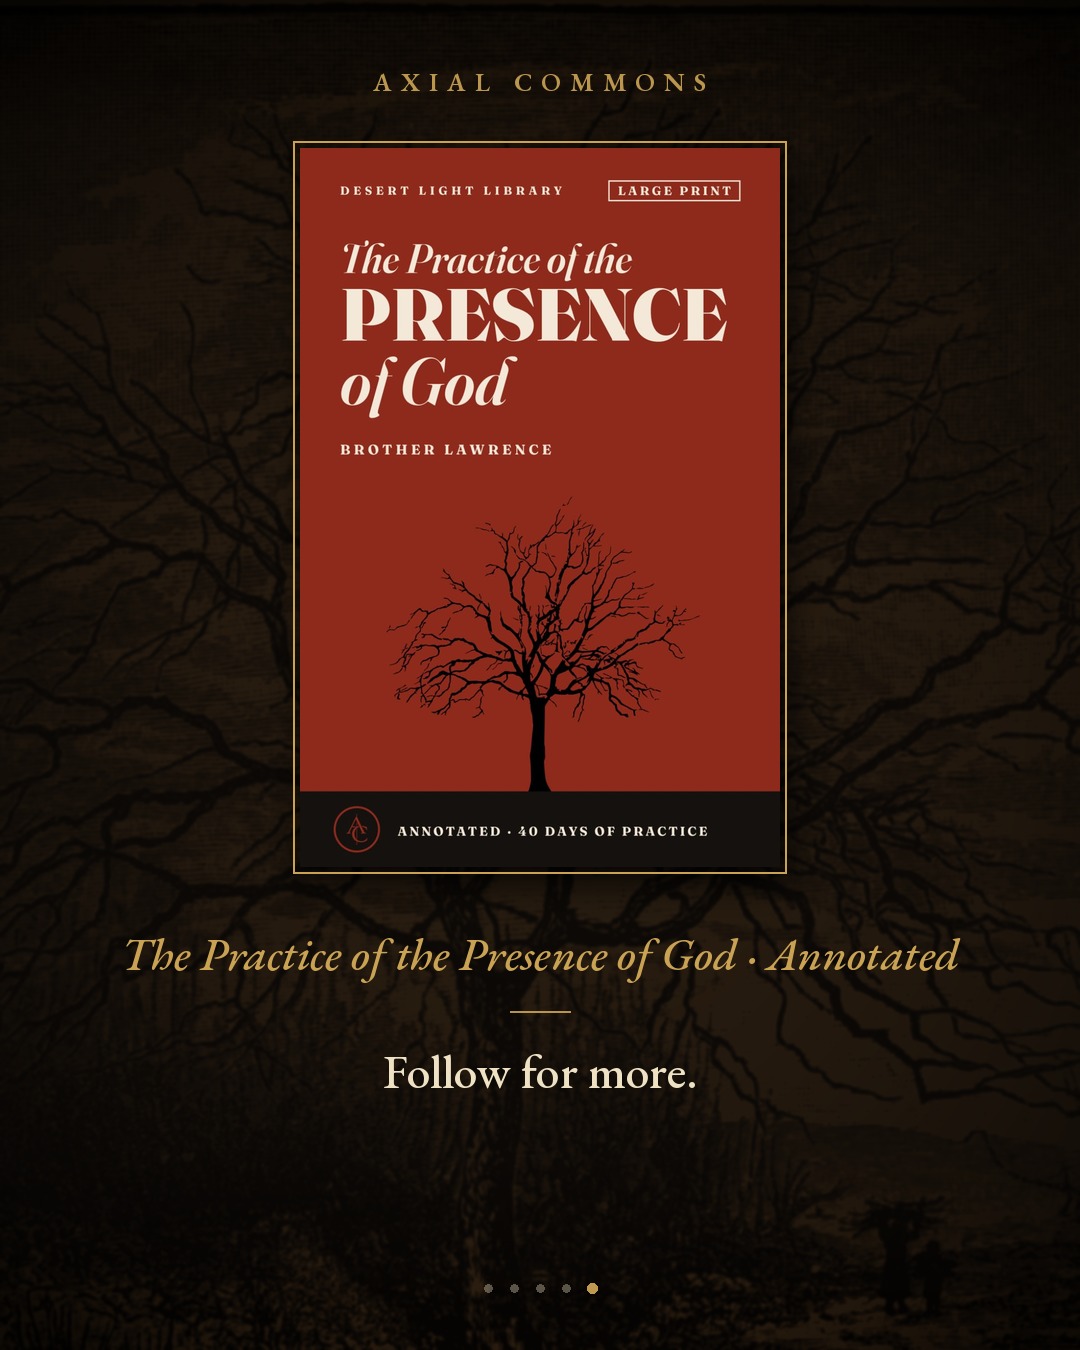 AXIAL COMMONS
DESERT LIGHT LIBRARY
LARGE PRINT
The Practice of the
PRESENCE
of God
BROTHER LAWRENCE
AC
ANNOTATED · 40 DAYS OF PRACTICE
The Practice of the Presence of God · Annotated
Follow for more.